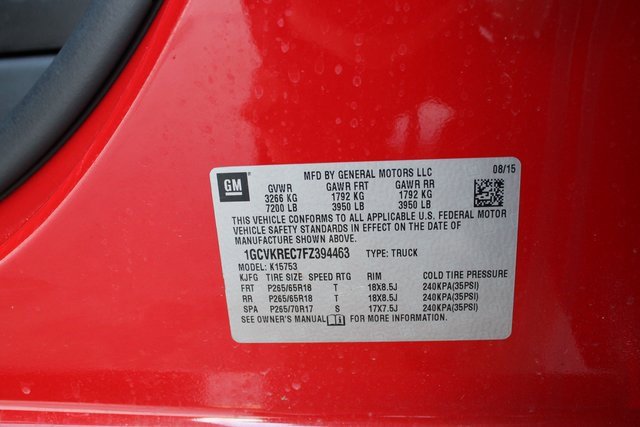 GM
MFD BY GENERAL MOTORS LLC 08/15
GVWR GAWR FRT GAWR RR
3266 KG 1792 KG 1792 KG
7200 LB 3950 LB 3950 LB
THIS VEHICLE CONFORMS TO ALL APPLICABLE U.S. FEDERAL MOTOR
VEHICLE SAFETY STANDARDS IN EFFECT ON THE DATE OF
MANUFACTURE SHOWN ABOVE.
1GCVKREC7FZ394463 TYPE: TRUCK
MODEL: K15753
KJFG TIRE SIZE SPEED RTG RIM COLD TIRE PRESSURE
FRT P265/65R18 T 18X8.5J 240KPA(35PSI)
RR P265/65R18 T 18X8.5J 240KPA(35PSI)
SPA P265/70R17 S 17X7.5J 240KPA(35PSI)
SEE OWNER'S MANUAL FOR MORE INFORMATION.